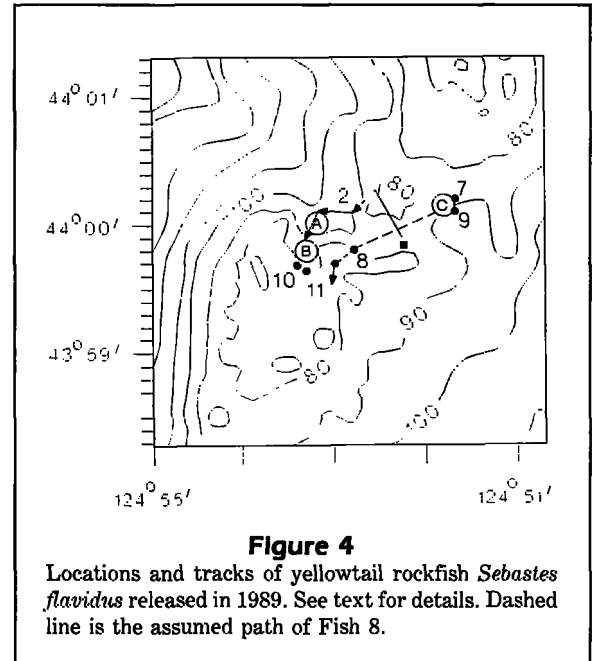 44° 01'
80
100
2
80
A
C
7
9
44° 00'
B
8
10
11
90
43° 59'
80
100
124° 55'
124° 51'
Figure 4
Locations and tracks of yellowtail rockfish Sebastes
flavidus released in 1989. See text for details. Dashed
line is the assumed path of Fish 8.